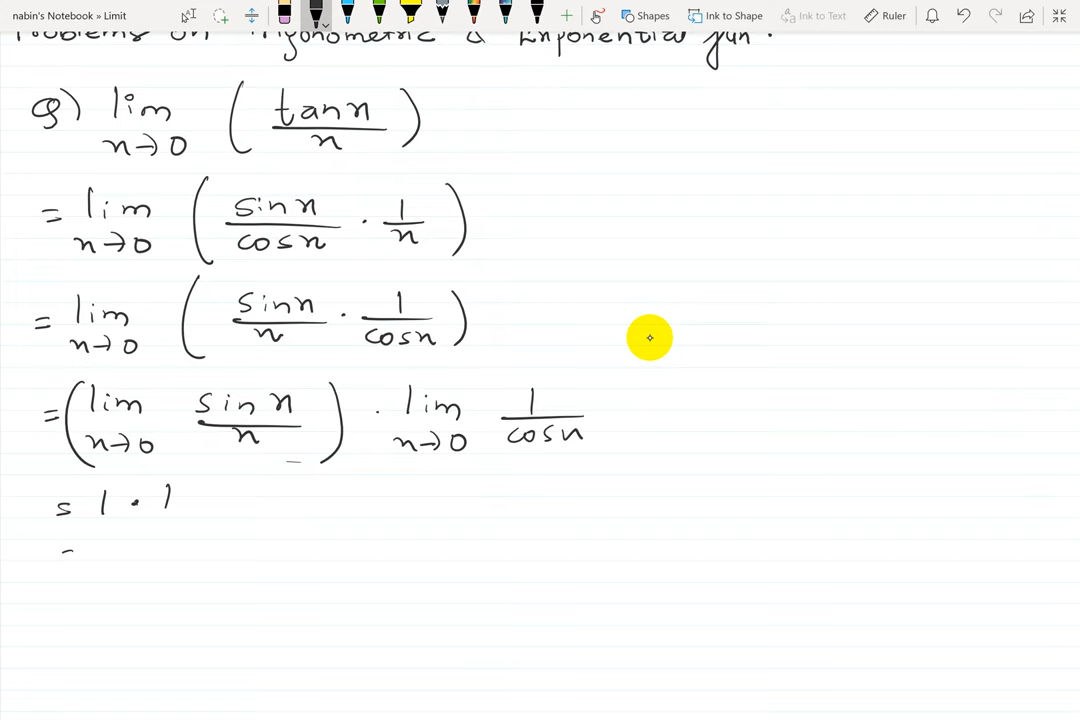 nabin's Notebook » Limit
Shapes Ink to Shape Ink to Text Ruler
Problems on Trigonometric & Exponential fun.
Q) lim n→0 (tan n / n)
= lim n→0 (sin n / cos n · 1/n)
= lim n→0 (sin n / n · 1/cos n)
= (lim n→0 sin n / n) · lim n→0 1/cos n
s 1 · 1
=